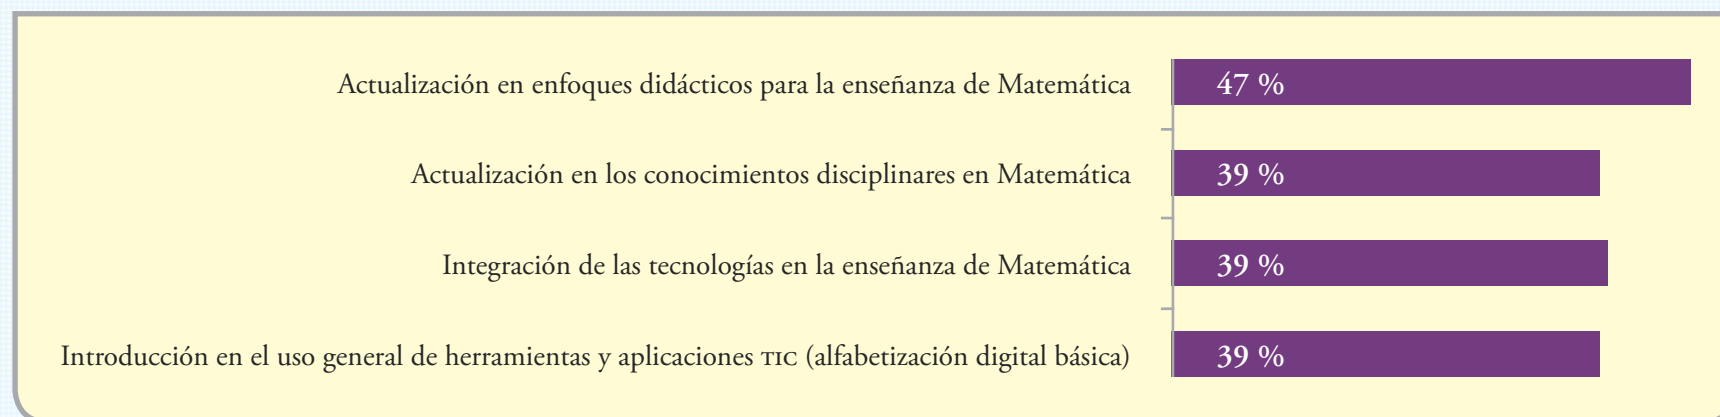 Actualización en enfoques didácticos para la enseñanza de Matemática 47 %
Actualización en los conocimientos disciplinares en Matemática 39 %
Integración de las tecnologías en la enseñanza de Matemática 39 %
Introducción en el uso general de herramientas y aplicaciones TIC (alfabetización digital básica) 39 %